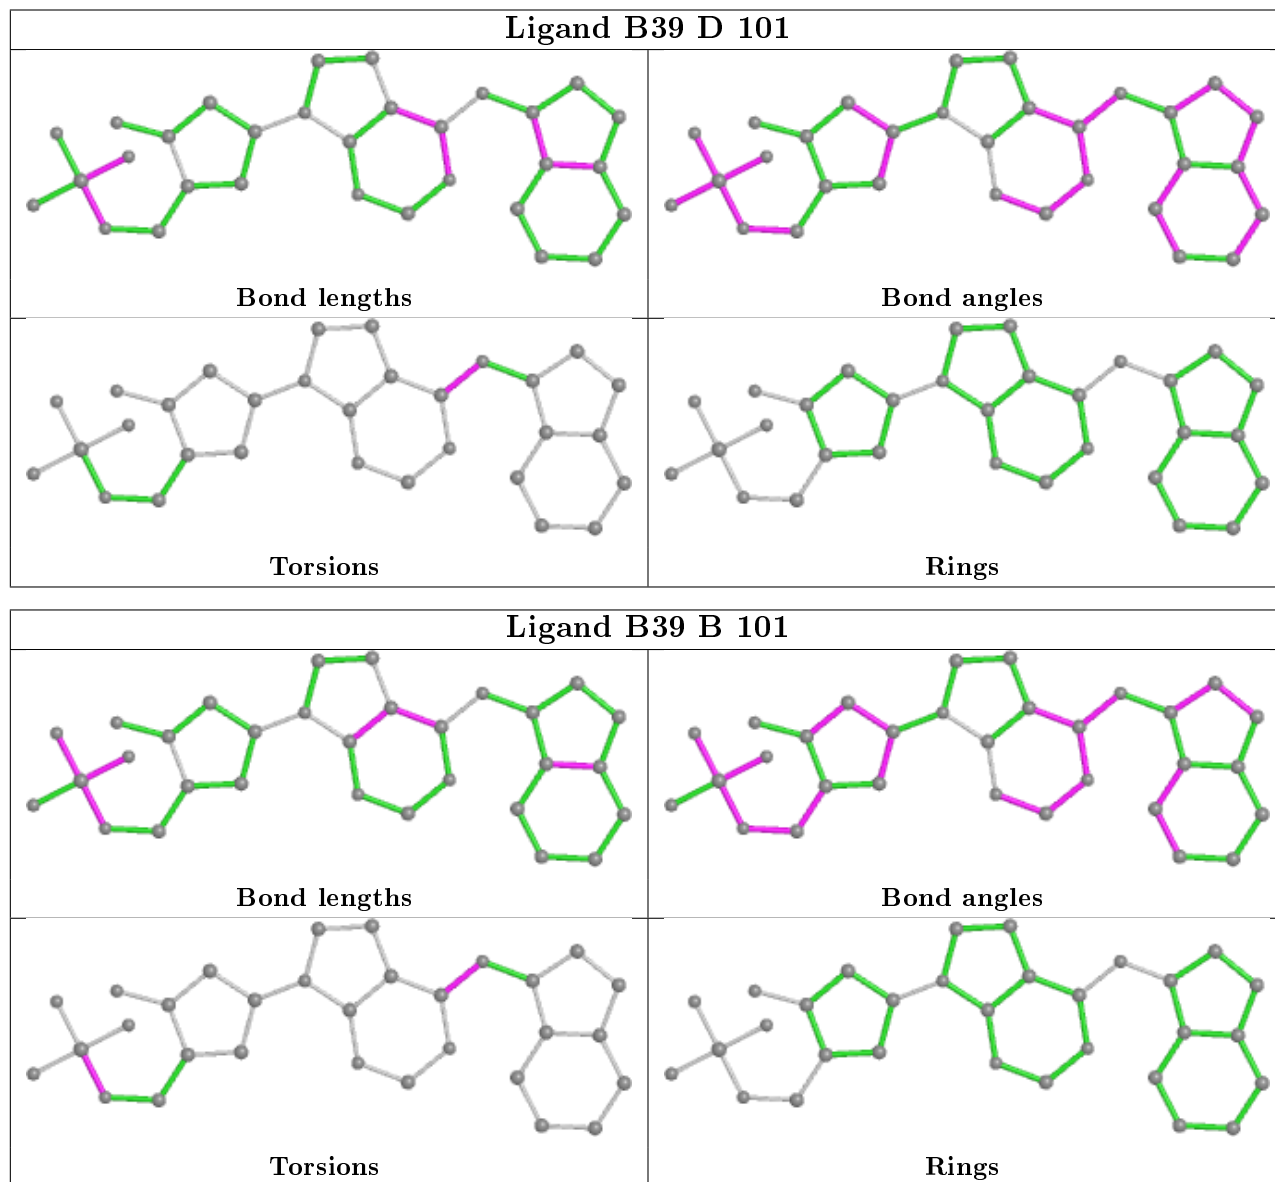 Ligand B39 D 101
Bond lengths
Bond angles
Torsions
Rings
Ligand B39 B 101
Bond lengths
Bond angles
Torsions
Rings